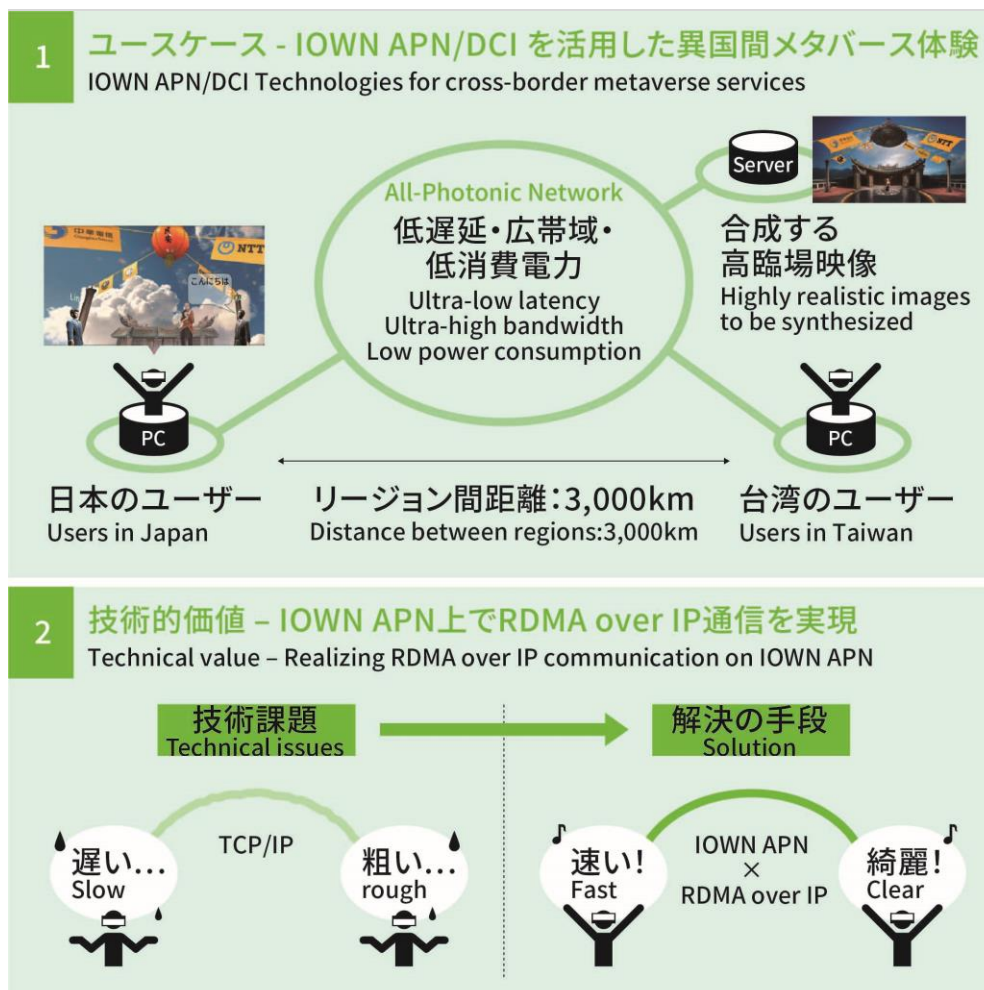 1
ユースケース - IOWN APN/DCI を活用した異国間メタバース体験
IOWN APN/DCI Technologies for cross-border metaverse services
中華電信
NTT
こんにちは
PC
日本のユーザー
Users in Japan
All-Photonic Network
低遅延・広帯域・
低消費電力
Ultra-low latency
Ultra-high bandwidth
Low power consumption
Server
NTT
合成する
高臨場映像
Highly realistic images
to be synthesized
PC
台湾のユーザー
Users in Taiwan
リージョン間距離：3,000km
Distance between regions:3,000km
2
技術的価値 – IOWN APN上でRDMA over IP通信を実現
Technical value – Realizing RDMA over IP communication on IOWN APN
技術課題
Technical issues
解決の手段
Solution
遅い…
Slow
TCP/IP
粗い…
rough
速い！
Fast
IOWN APN
×
RDMA over IP
綺麗！
Clear